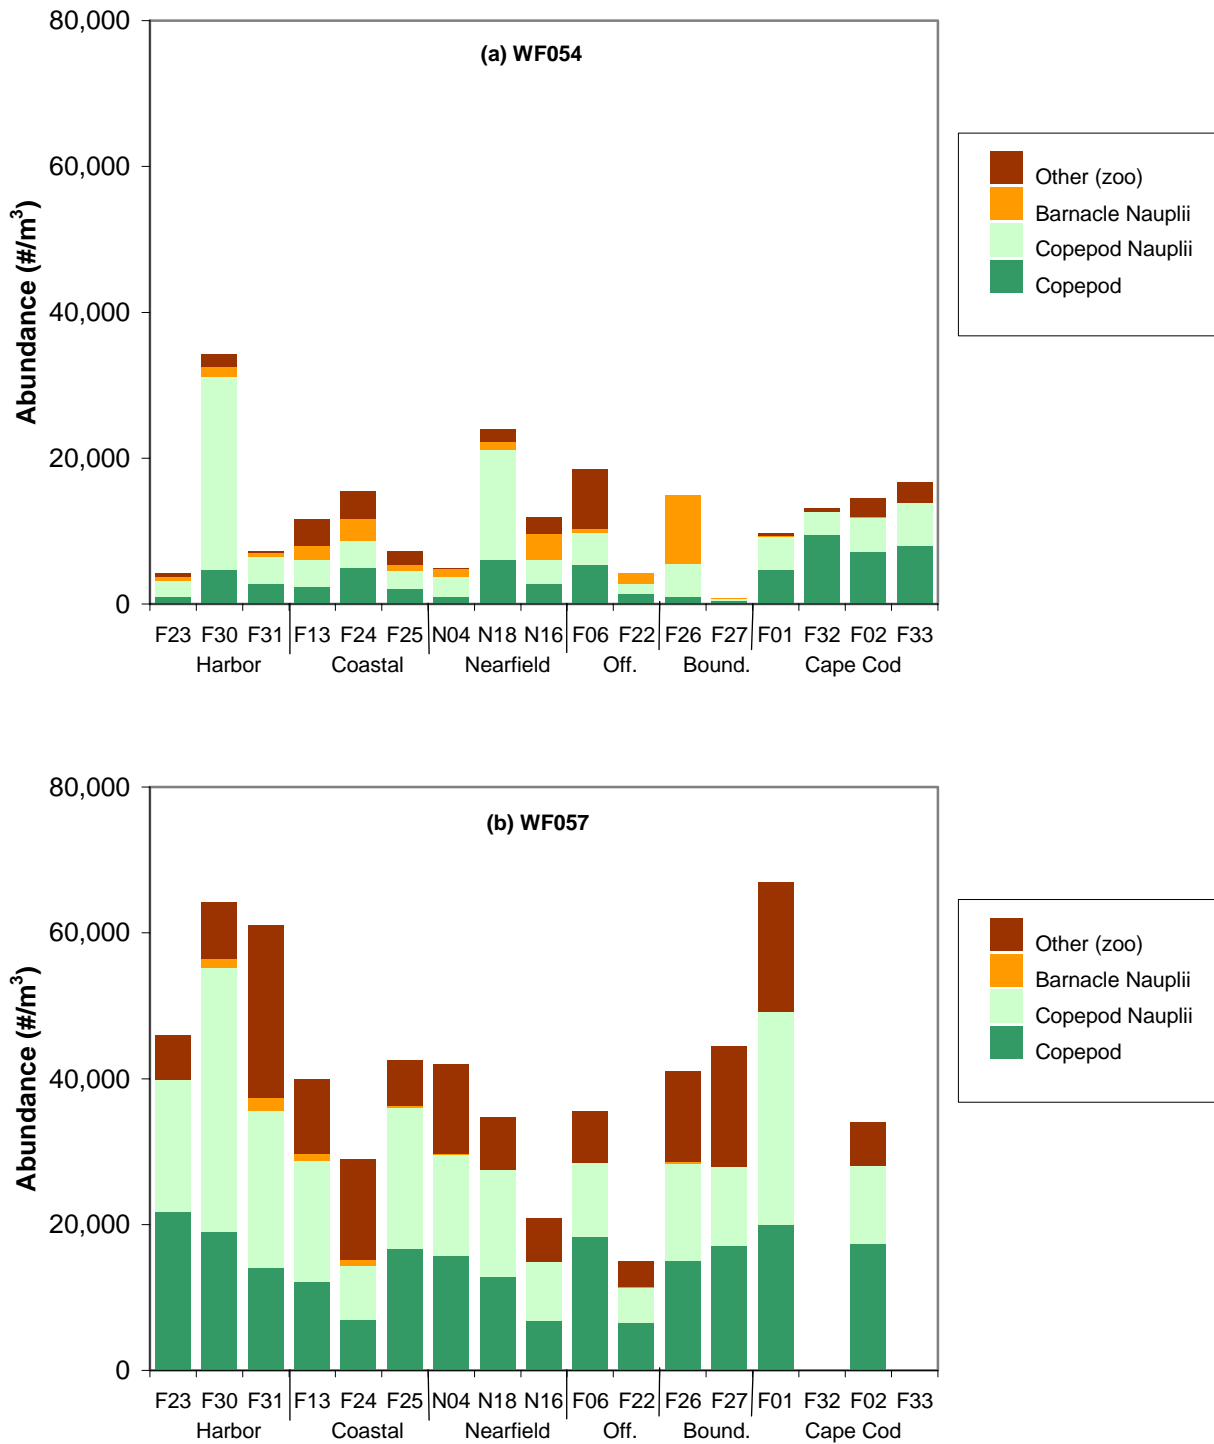 (a) WF054
80,000
60,000
40,000
20,000
0
Abundance (#/m³)
F23 F30 F31 F13 F24 F25 N04 N18 N16 F06 F22 F26 F27 F01 F32 F02 F33
Harbor Coastal Nearfield Off. Bound. Cape Cod
Other (zoo)
Barnacle Nauplii
Copepod Nauplii
Copepod
(b) WF057
80,000
60,000
40,000
20,000
0
Abundance (#/m³)
F23 F30 F31 F13 F24 F25 N04 N18 N16 F06 F22 F26 F27 F01 F32 F02 F33
Harbor Coastal Nearfield Off. Bound. Cape Cod
Other (zoo)
Barnacle Nauplii
Copepod Nauplii
Copepod